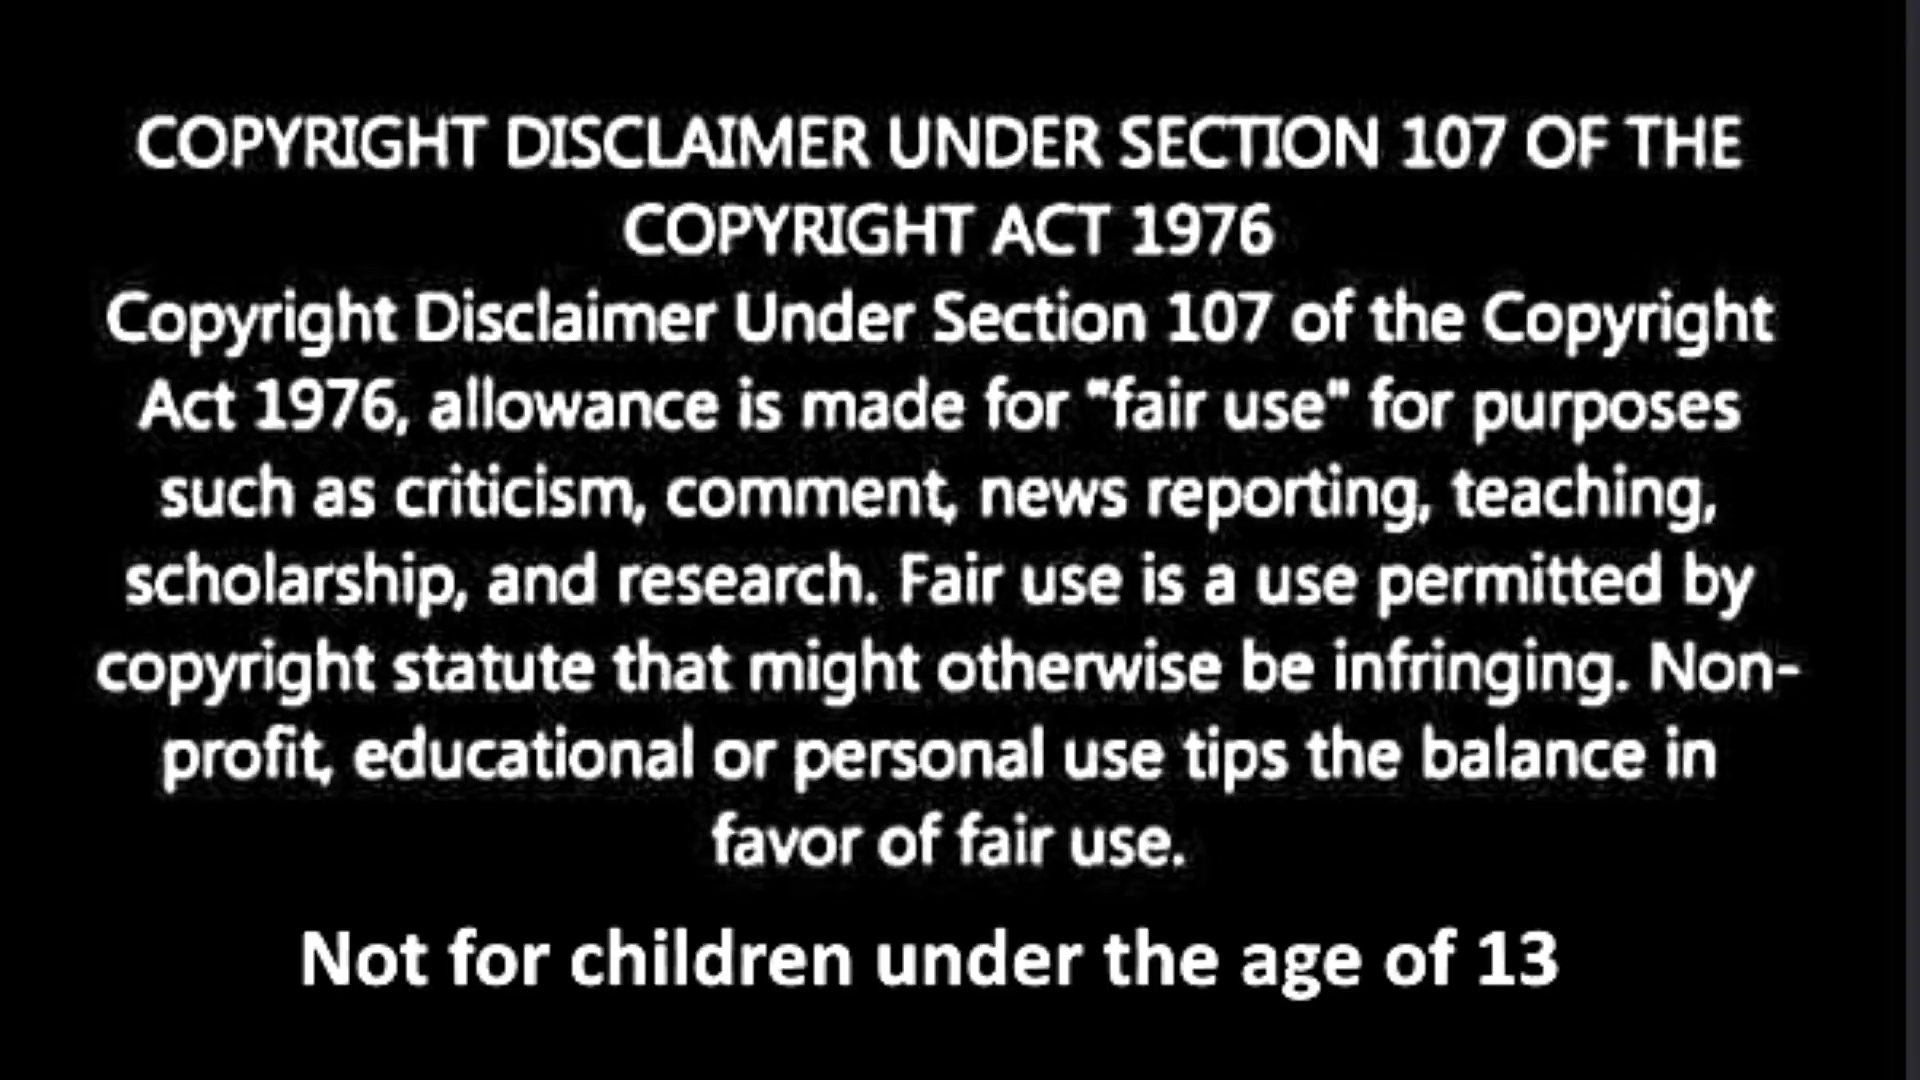 COPYRIGHT DISCLAIMER UNDER SECTION 107 OF THE
COPYRIGHT ACT 1976
Copyright Disclaimer Under Section 107 of the Copyright
Act 1976, allowance is made for "fair use" for purposes
such as criticism, comment, news reporting, teaching,
scholarship, and research. Fair use is a use permitted by
copyright statute that might otherwise be infringing. Non-
profit, educational or personal use tips the balance in
favor of fair use.
Not for children under the age of 13